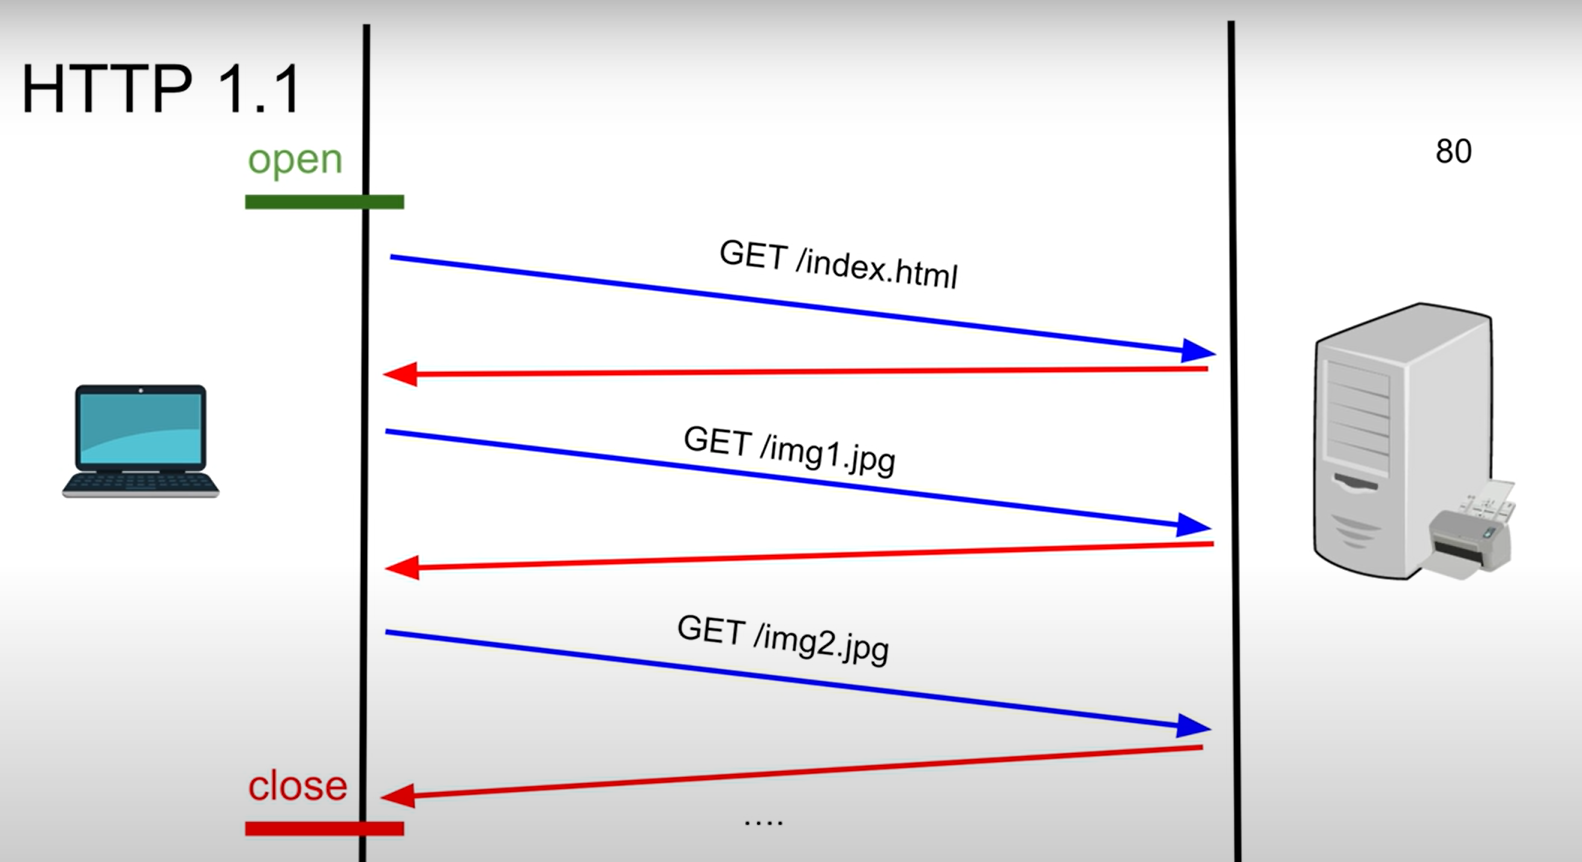 HTTP 1.1
open
80
GET /index.html
GET /img1.jpg
GET /img2.jpg
close
....